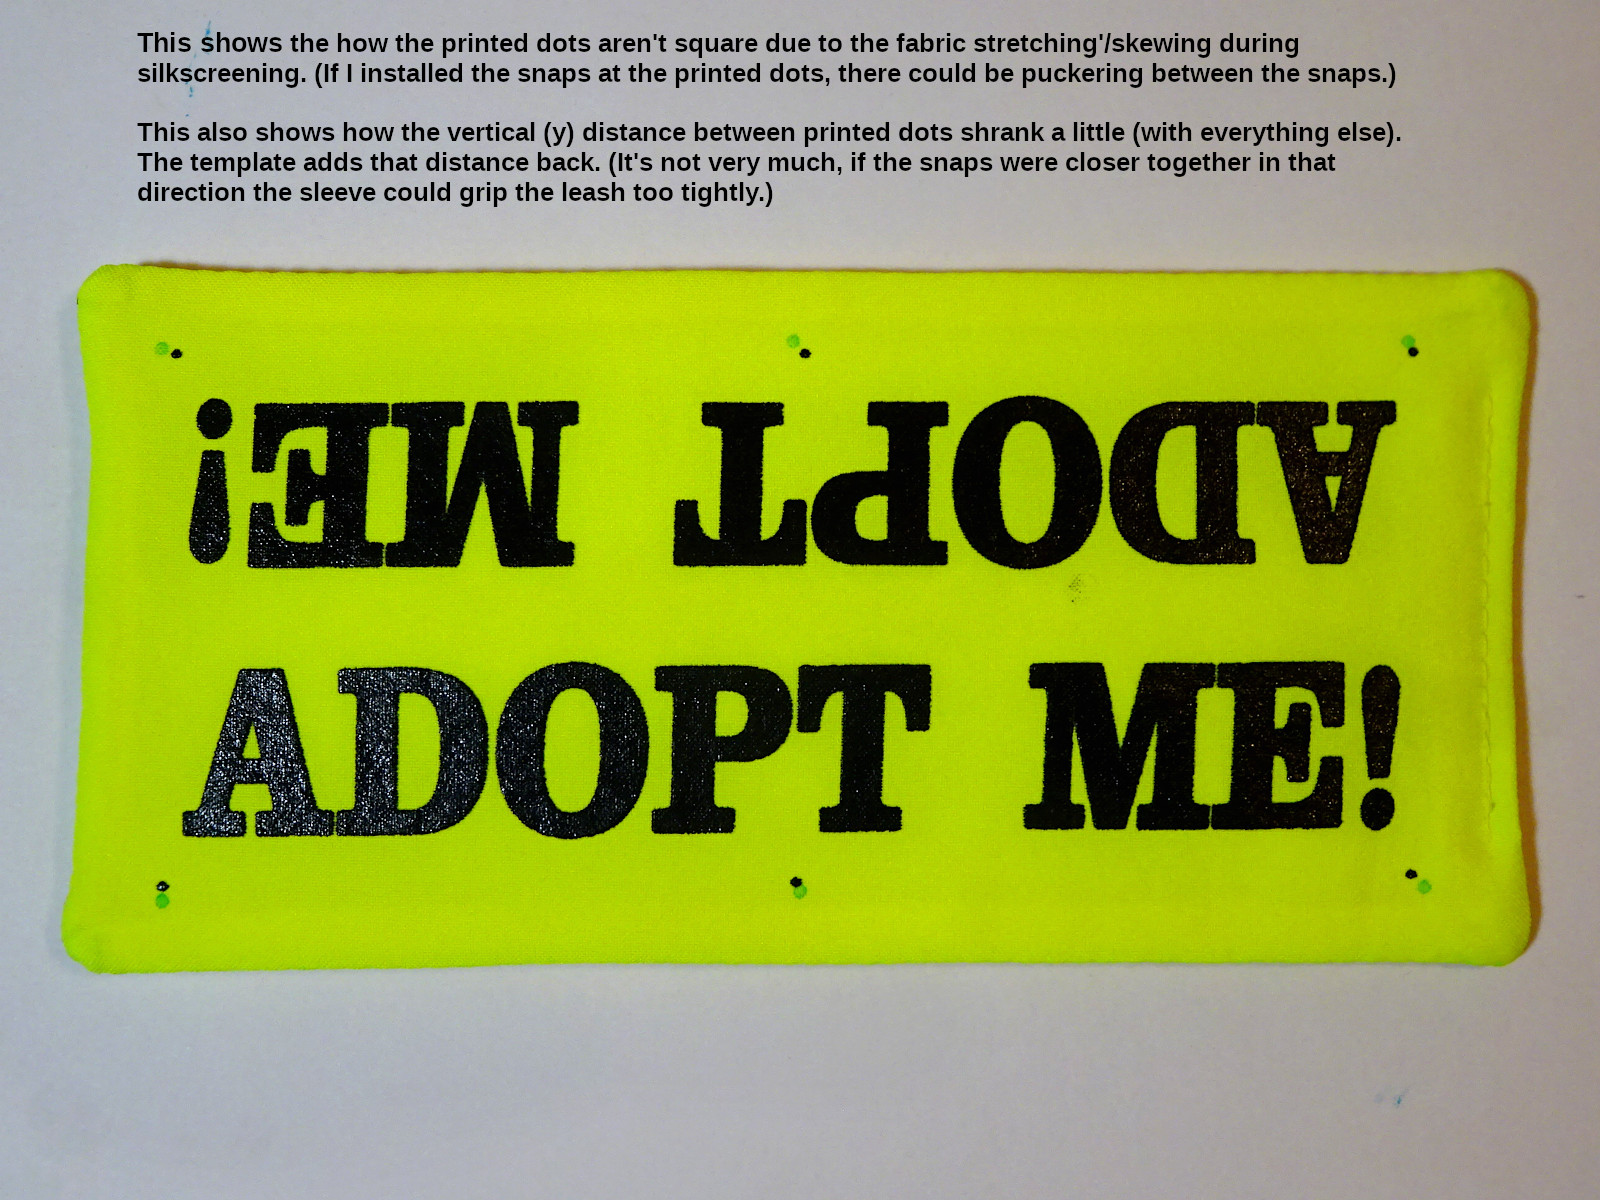 This shows the how the printed dots aren't square due to the fabric stretching'/skewing during
silkscreening. (If I installed the snaps at the printed dots, there could be puckering between the snaps.)
This also shows how the vertical (y) distance between printed dots shrank a little (with everything else).
The template adds that distance back. (It's not very much, if the snaps were closer together in that
direction the sleeve could grip the leash too tightly.)
ADOPT ME!
ADOPT ME!